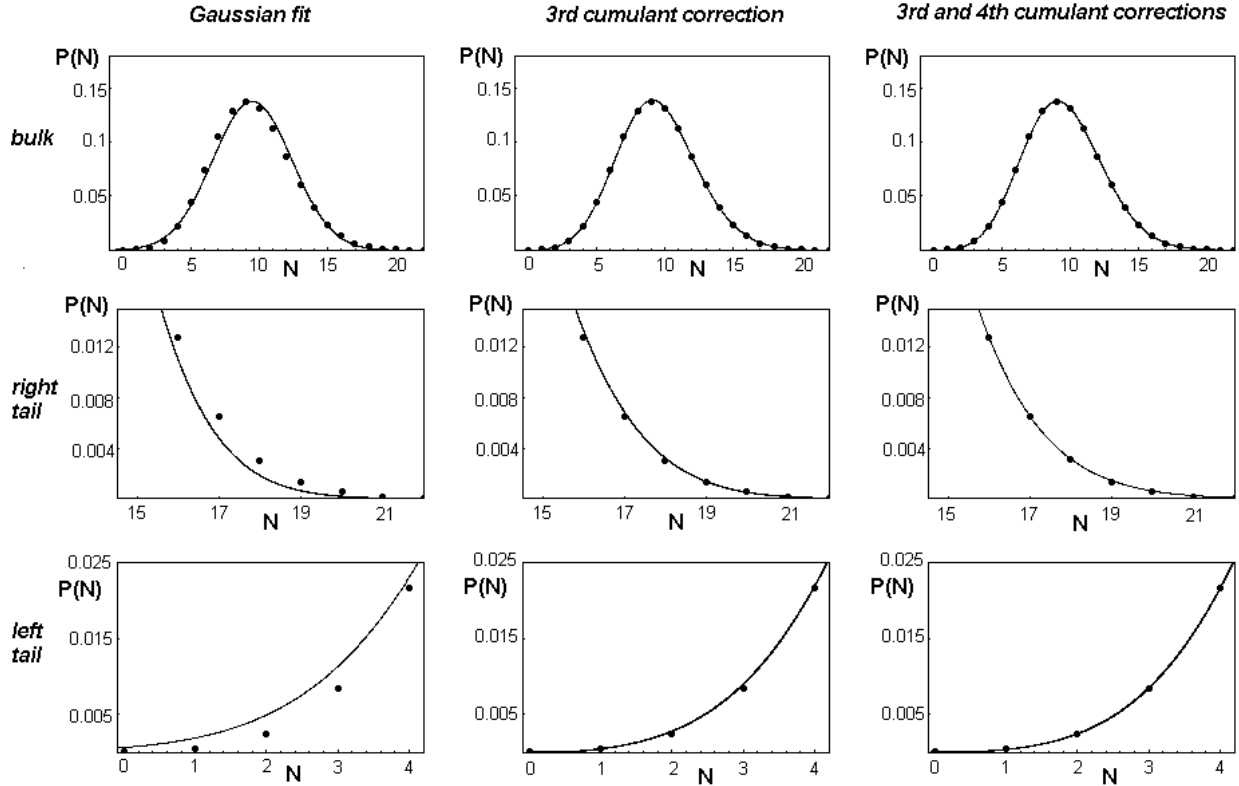 Gaussian fit 3rd cumulant correction 3rd and 4th cumulant corrections
P(N) P(N) P(N)
0.15 0.15 0.15
bulk
0.1 0.1 0.1
0.05 0.05 0.05
0 5 10 15 20 0 5 10 15 20 0 5 10 15 20
N N N
P(N) P(N) P(N)
0.012 0.012 0.012
right
tail
0.008 0.008 0.008
0.004 0.004 0.004
15 17 19 21 15 17 19 21 15 17 19 21
N N N
0.025 0.025 0.025
P(N) P(N) P(N)
left
tail
0.015 0.015 0.015
0.005 0.005 0.005
0 1 2 3 4 0 1 2 3 4 0 1 2 3 4
N N N